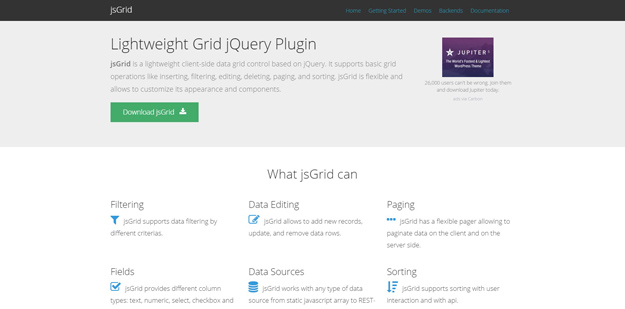 jsGrid
Home Getting Started Demos Backends Documentation
Lightweight Grid jQuery Plugin
jsGrid is a lightweight client-side data grid control based on jQuery. It supports basic grid
operations like inserting, filtering, editing, deleting, paging, and sorting. JsGrid is flexible and
allows to customize its appearance and components.
Download jsGrid
JUPITER
The World's Fastest & Lightest
WordPress Theme
users can't be wrong. Join them
and download Jupiter today.
ads via Carbon
What jsGrid can
Filtering
jsGrid supports data filtering by
different criterias.
Data Editing
jsGrid allows to add new records,
update, and remove data rows.
Paging
jsGrid has a flexible pager allowing to
paginate data on the client and on the
server side.
Fields
jsGrid provides different column
types: text, numeric, select, checkbox and
Data Sources
jsGrid works with any type of data
source from static javascript array to REST-
Sorting
jsGrid supports sorting with user
interaction and with api.